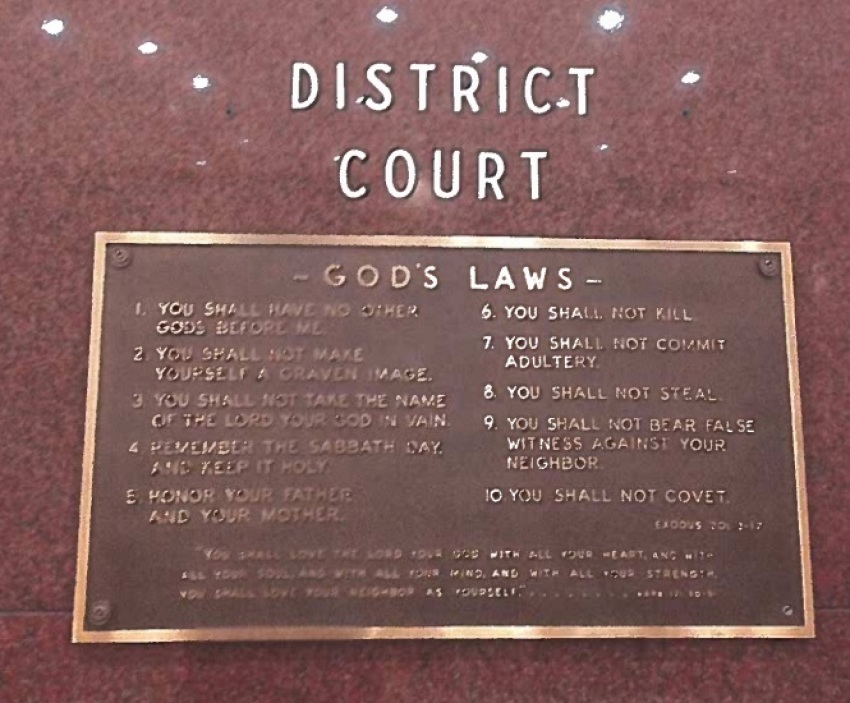 DISTRICT
COURT
- GOD'S LAWS -
1. YOU SHALL HAVE NO OTHER
GODS BEFORE ME.
2. YOU SHALL NOT MAKE
YOURSELF A GRAVEN IMAGE.
3 YOU SHALL NOT TAKE THE NAME
OF THE LORD YOUR GOD IN VAIN.
4. REMEMBER THE SABBATH DAY,
AND KEEP IT HOLY.
5. HONOR YOUR FATHER
AND YOUR MOTHER.
6. YOU SHALL NOT KILL.
7. YOU SHALL NOT COMMIT
ADULTERY.
8. YOU SHALL NOT STEAL.
9. YOU SHALL NOT BEAR FALSE
WITNESS AGAINST YOUR
NEIGHBOR.
10 YOU SHALL NOT COVET.
EXODUS 20: 3-17
"YOU SHALL LOVE THE LORD YOUR GOD WITH ALL YOUR HEART, AND WITH
ALL YOUR SOUL, AND WITH ALL YOUR MIND, AND WITH ALL YOUR STRENGTH.
YOU SHALL LOVE YOUR NEIGHBOR AS YOURSELF."